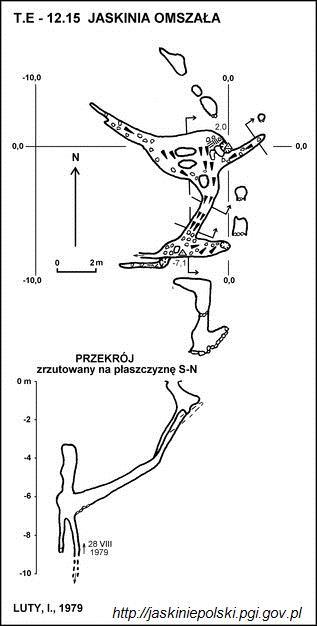 T.E - 12.15 JASKINIA OMSZAŁA
-10,0
0,0
2,0
0,0
0,0
N
-7,1
-10,0
0,0
0 2 m
PRZEKRÓJ
zrzutowany na płaszczyznę S-N
0 m
-2
-4
-6
-8
-10
28 VIII
1979
LUTY, I., 1979
http://jaskiniepolski.pgi.gov.pl